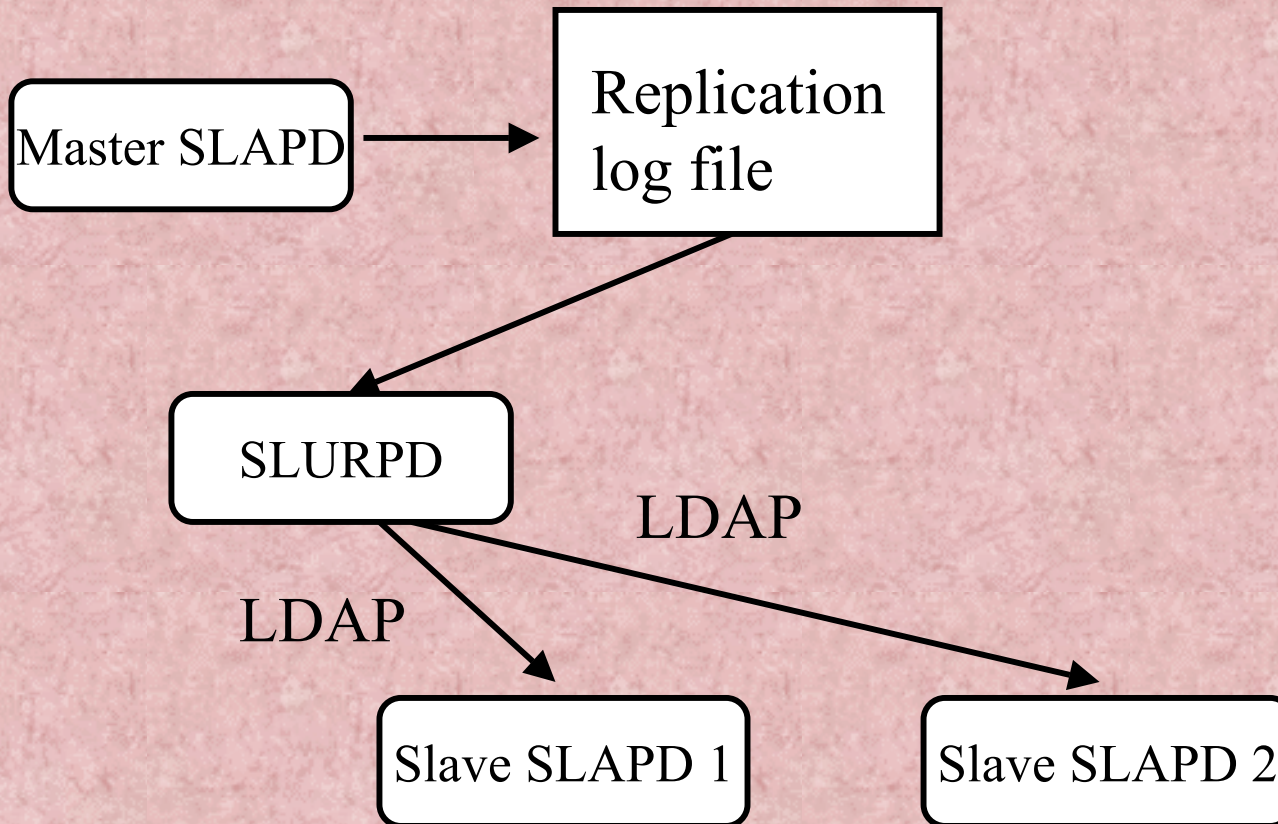 Master SLAPD
Replication
log file
SLURPD
LDAP
LDAP
Slave SLAPD 1
Slave SLAPD 2